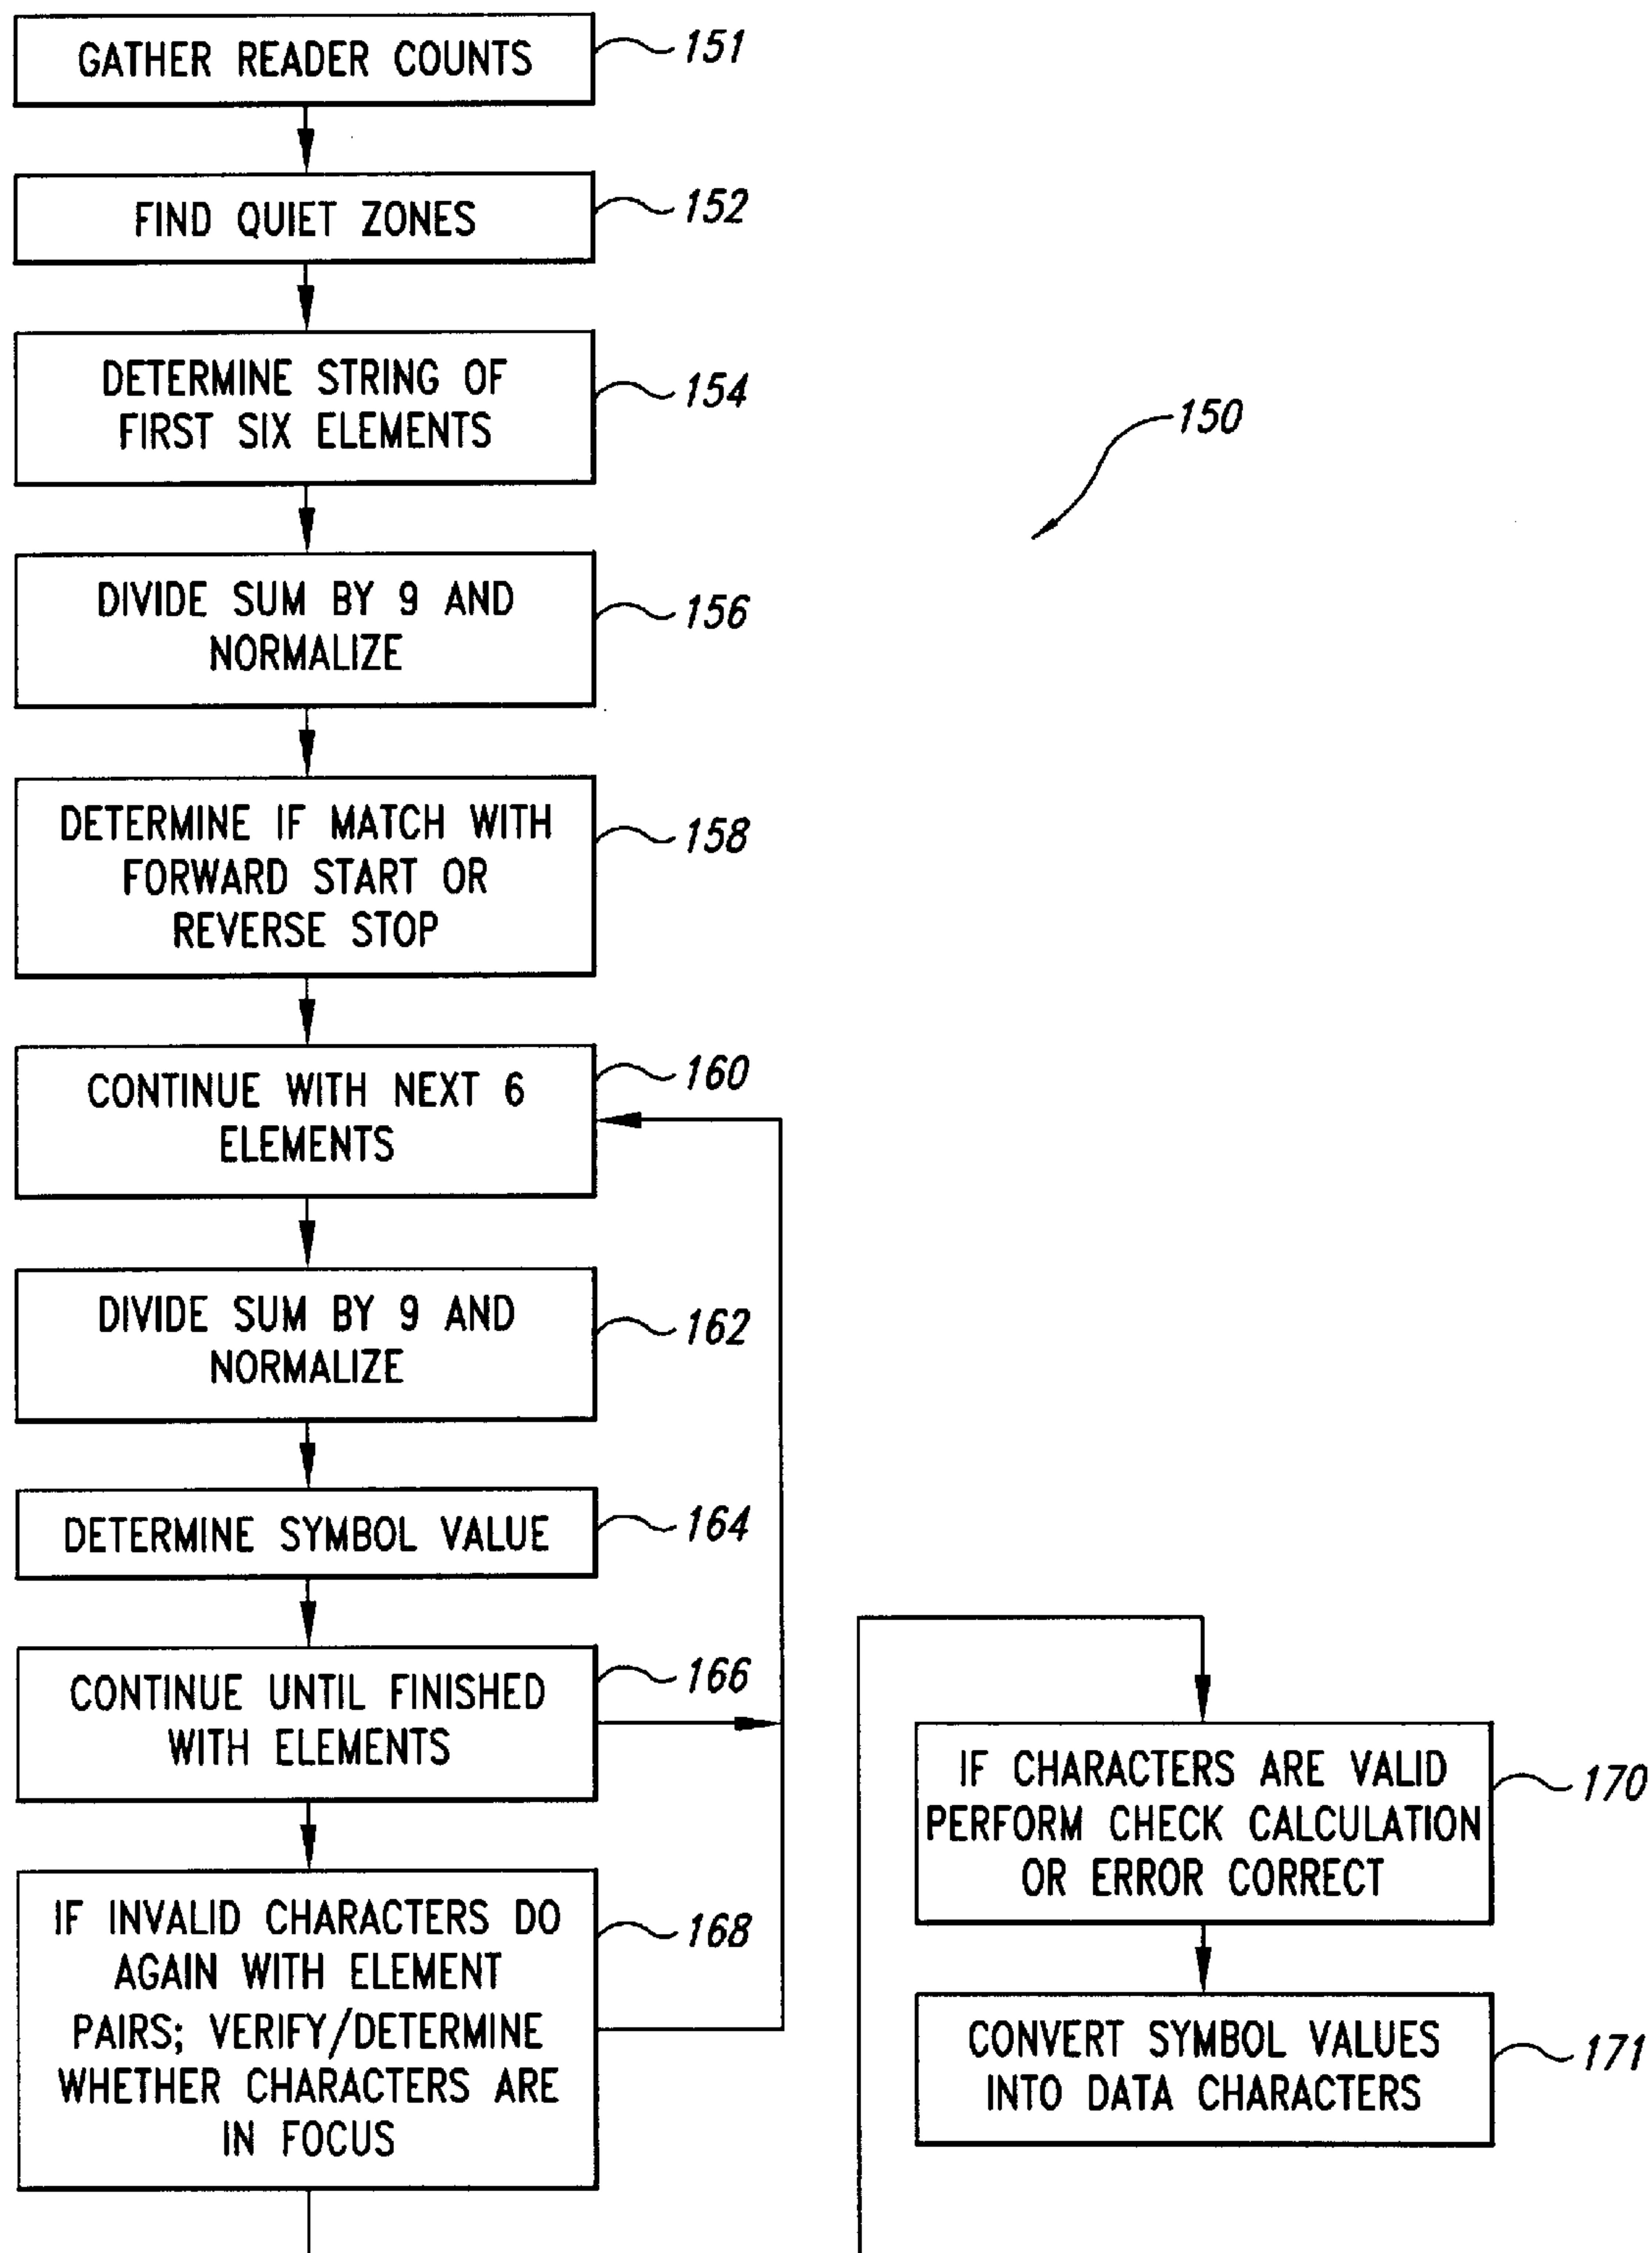 GATHER READER COUNTS
151
FIND QUIET ZONES
152
DETERMINE STRING OF
FIRST SIX ELEMENTS
154
150
DIVIDE SUM BY 9 AND
NORMALIZE
156
DETERMINE IF MATCH WITH
FORWARD START OR
REVERSE STOP
158
CONTINUE WITH NEXT 6
ELEMENTS
160
DIVIDE SUM BY 9 AND
NORMALIZE
162
DETERMINE SYMBOL VALUE
164
CONTINUE UNTIL FINISHED
WITH ELEMENTS
166
IF INVALID CHARACTERS DO
AGAIN WITH ELEMENT
PAIRS; VERIFY/DETERMINE
WHETHER CHARACTERS ARE
IN FOCUS
168
IF CHARACTERS ARE VALID
PERFORM CHECK CALCULATION
OR ERROR CORRECT
170
CONVERT SYMBOL VALUES
INTO DATA CHARACTERS
171